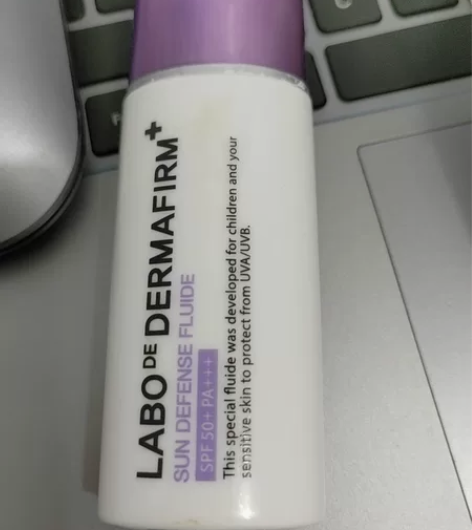 LABO DE DERMAFIRM+
SUN DEFENSE FLUIDE
SPF 50+ PA+++
This special fluide was developed for children and your
sensitive skin to protect from UVA/UVB.